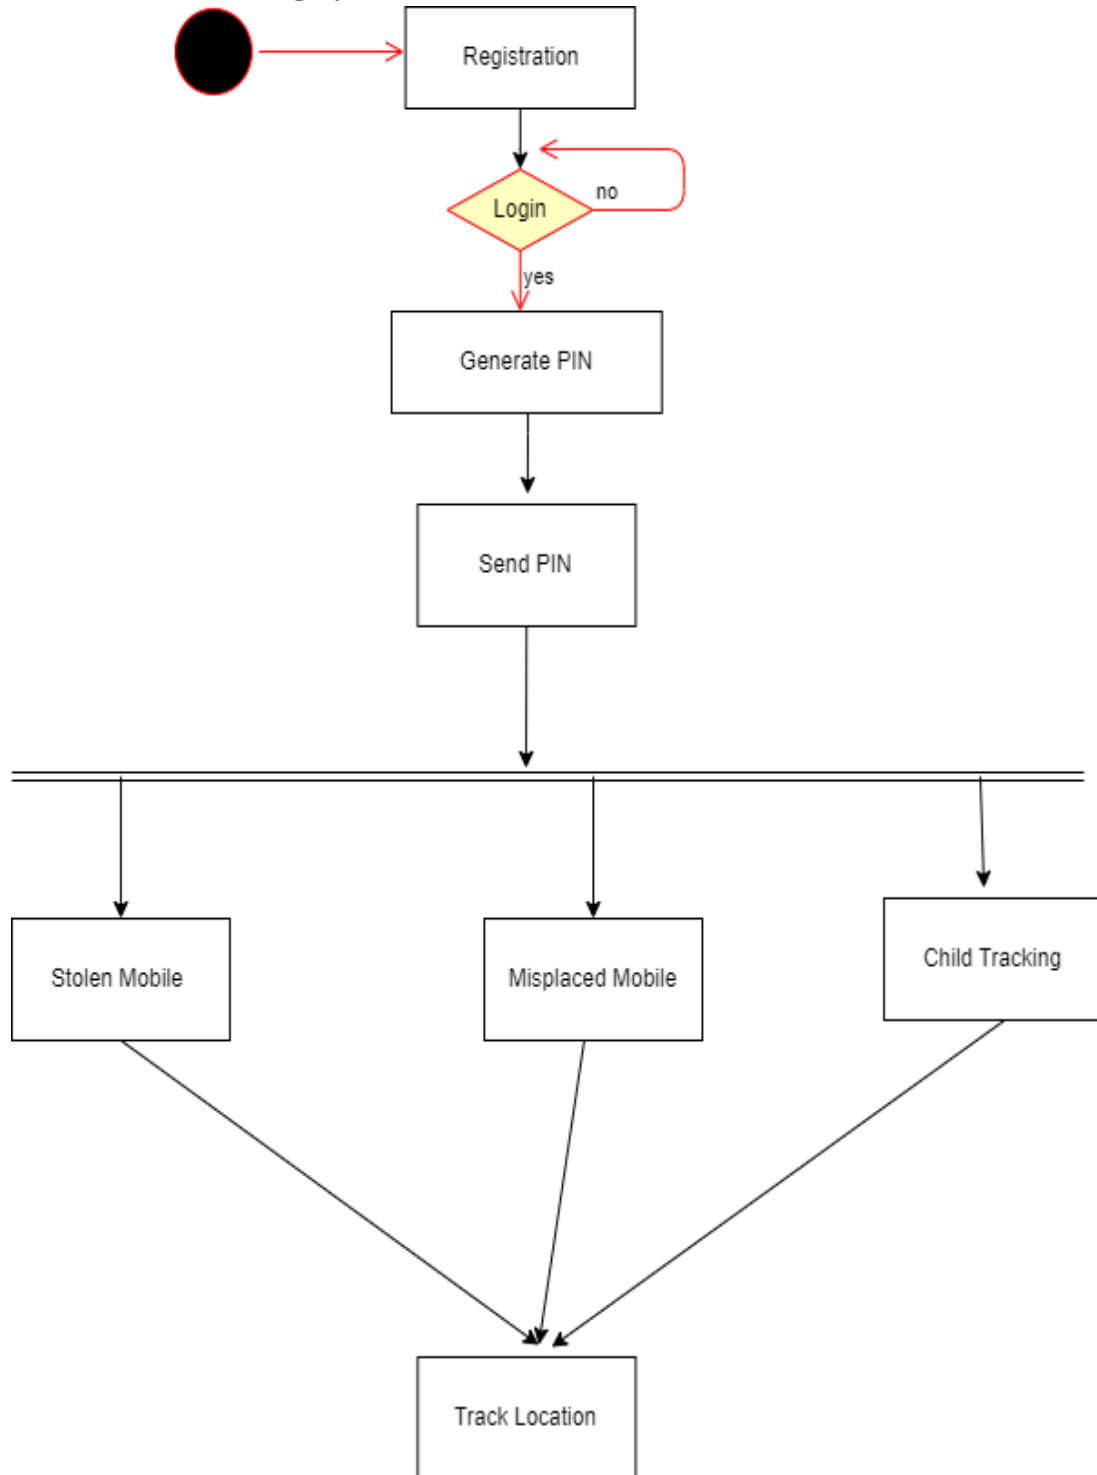 Registration
no
Login
yes
Generate PIN
Send PIN
Stolen Mobile
Misplaced Mobile
Child Tracking
Track Location